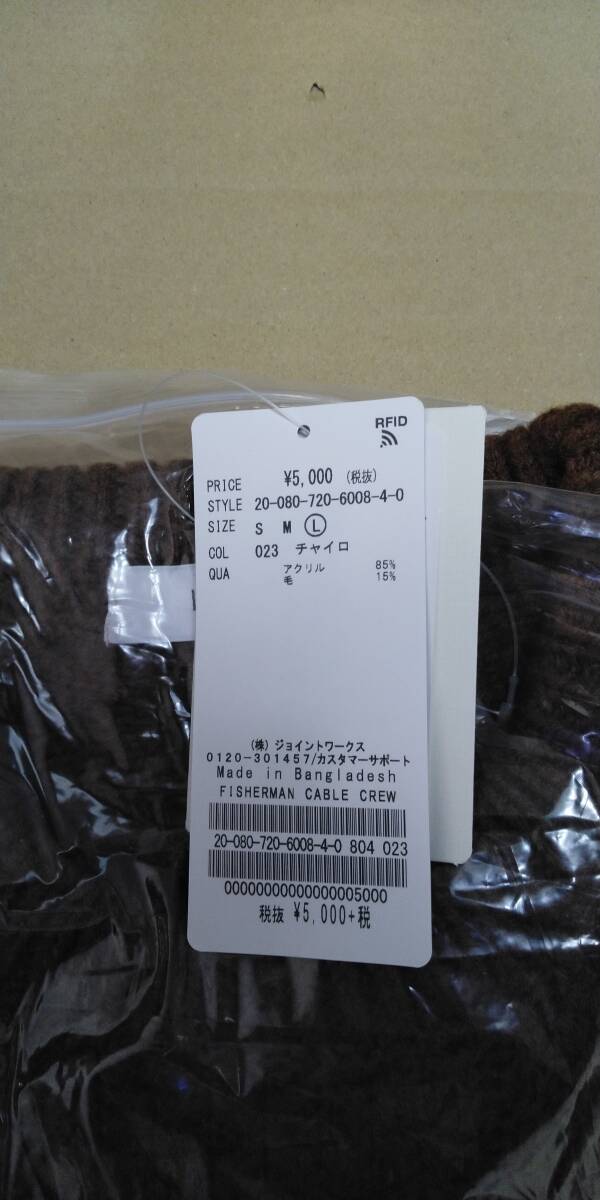 RFID
PRICE ¥5,000 (税抜)
STYLE 20-080-720-6008-4-0
SIZE S M L
COL 023 チャイロ
QUA アクリル 85%
毛 15%
(株) ジョイントワークス
0120-301457/カスタマーサポート
Made in Bangladesh
FISHERMAN CABLE CREW
20-080-720-6008-4-0 804 023
00000000000000005000
税抜 ¥5,000+税